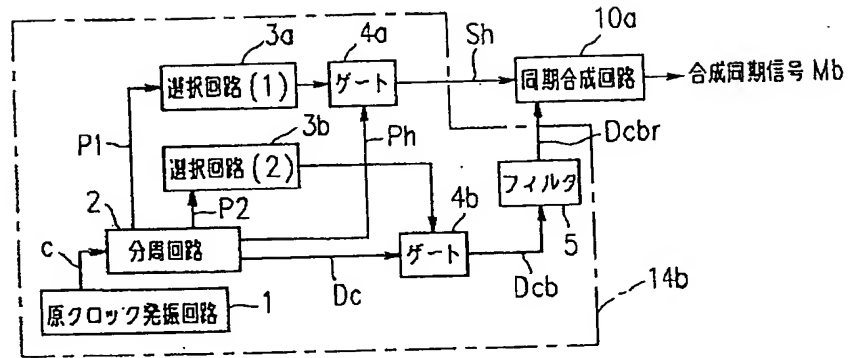 3a
4a
Sh
10a
選択回路(1)
ゲート
同期合成回路
合成同期信号 Mb
P1
3b
Ph
Dcbr
選択回路(2)
フィルタ
2
P2
4b
5
分周回路
ゲート
c
Dc
Dcb
14b
原クロック発振回路
1